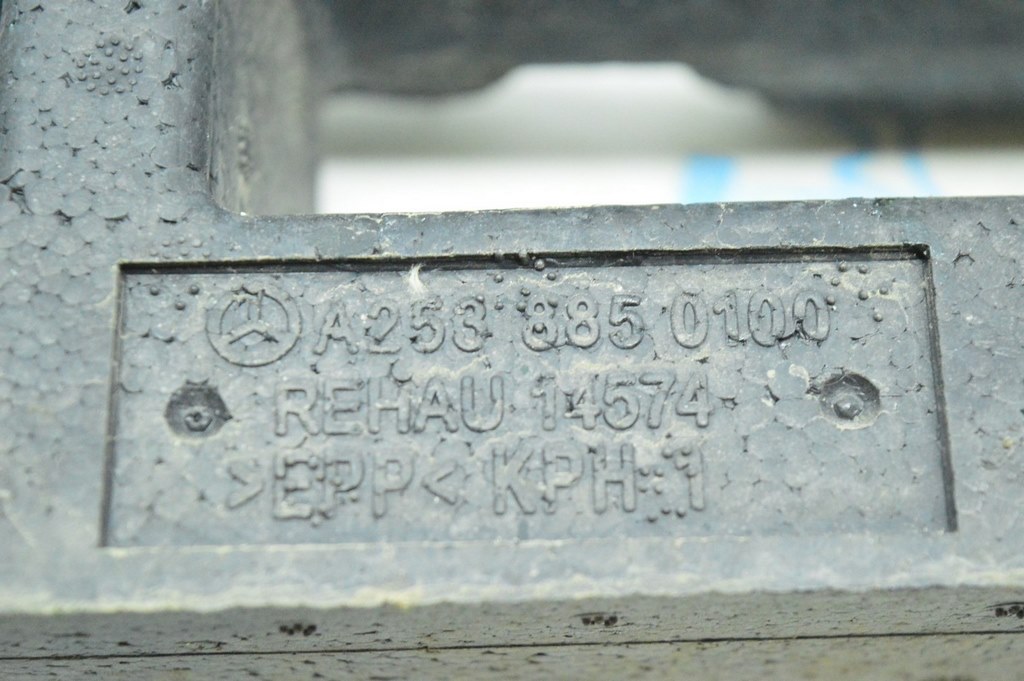 A253 885 0100
REHAU 14574
>EPP< KPH:1